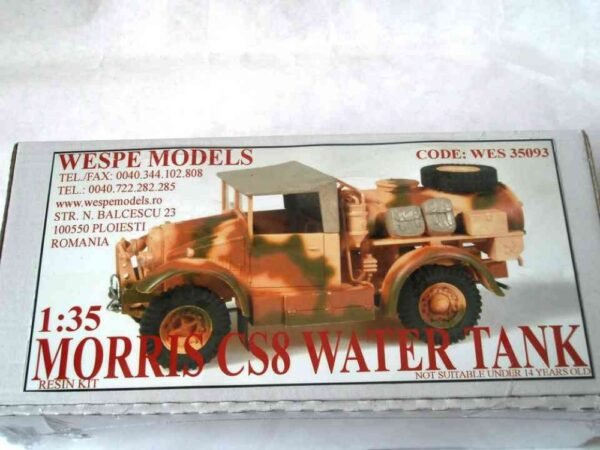 WESPE MODELS
TEL./FAX: 0040.344.102.808
TEL.: 0040.722.282.285
www.wespemodels.ro
STR. N. BALCESCU 23
100550 PLOIESTI
ROMANIA
CODE: WES 35093
1:35
MORRIS CS8 WATER TANK
RESIN KIT
NOT SUITABLE UNDER 14 YEARS OLD